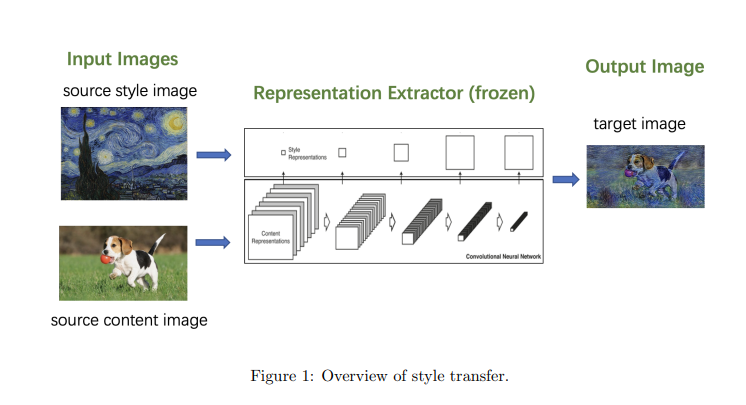 Input Images
source style image
source content image
Representation Extractor (frozen)
Style
Representations
Content
Representations
Convolutional Neural Network
Output Image
target image
Figure 1: Overview of style transfer.